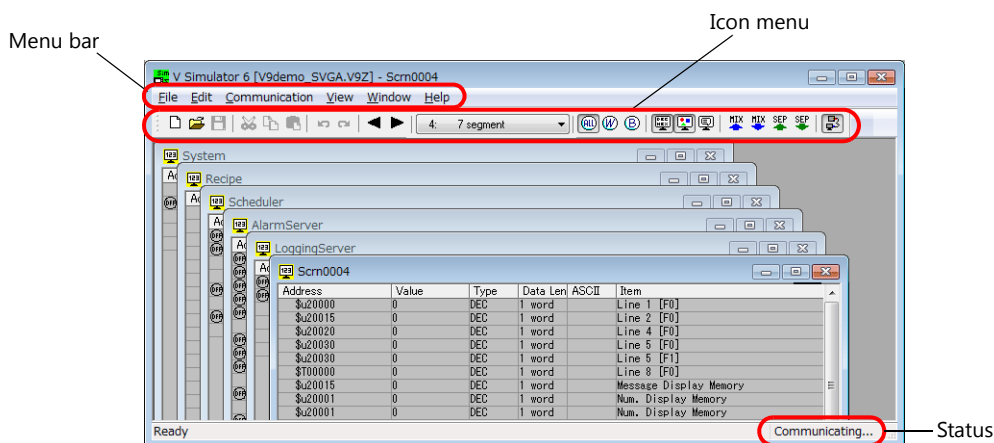 Icon menu
Menu bar
V Simulator 6 [V9demo_SVGA.V9Z] - Scrn0004
File Edit Communication View Window Help
4: 7 segment ALL W B MIX MIX SEP SEP
System
Recipe
Scheduler
AlarmServer
LoggingServer
Scrn0004
Address Value Type Data Len ASCII Item
$u20000 0 DEC 1 word Line 1 [F0]
$u20015 0 DEC 1 word Line 2 [F0]
$u20020 0 DEC 1 word Line 4 [F0]
$u20030 0 DEC 1 word Line 5 [F0]
$u20030 0 DEC 1 word Line 5 [F1]
$T00000 0 DEC 1 word Line 8 [F0]
$u20015 0 DEC 1 word Message Display Memory
$u20001 0 DEC 1 word Num. Display Memory
$u20001 0 DEC 1 word Num. Display Memory
Ready Communicating... Status